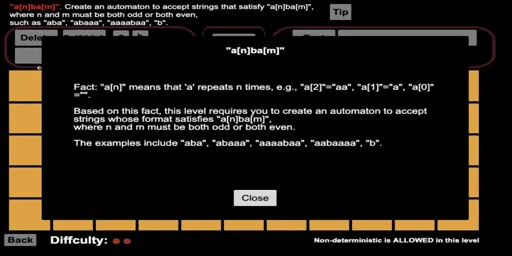 "a[n]ba[m]". Create an automaton to accept strings that satisfy "a[n]ba[m]",
where n and m must be both odd or both even,
such as "aba", "abaaa", "aaaabaa", "b".
Tip
"a[n]ba[m]"
Fact: "a[n]" means that 'a' repeats n times, e.g., "a[2]"="aa", "a[1]"="a", "a[0]"
="".
Based on this fact, this level requires you to create an automaton to accept
strings whose format satisfies "a[n]ba[m]",
where n and m must be both odd or both even.
The examples include "aba", "abaaa", "aaaabaa", "aabaaaa", "b".
Close
Back
Diffculty:
Non-deterministic is ALLOWED in this level